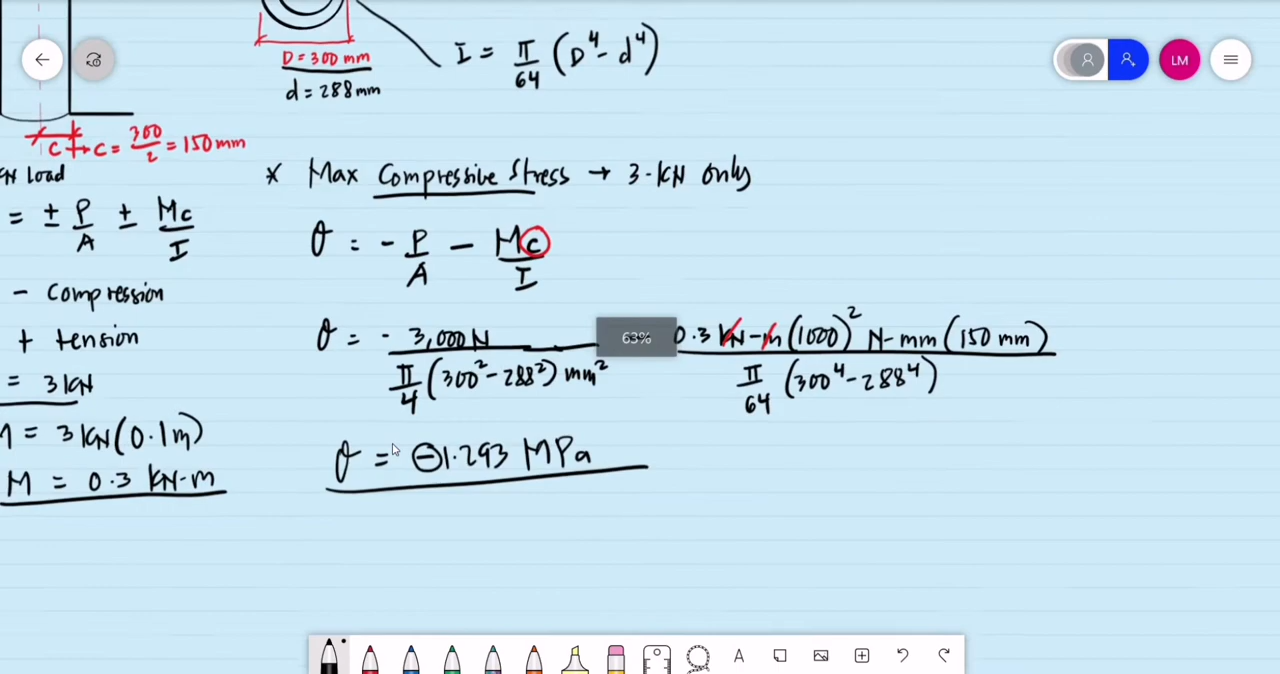 D = 300 mm
d = 288 mm
I = π/64 (D⁴ - d⁴)
LM
C → C = 300/2 = 150 mm
KN Load
= ± P/A ± Mc/I
- compression
+ tension
= 3 kN
M = 3 kN (0.1 m)
M = 0.3 kN-m
* Max Compressive Stress → 3-kN only
σ = - P/A - Mc/I
σ = - 3,000 N / π/4 (300² - 288²) mm² 0.3 kN-m (1000)² N-mm (150 mm) / π/64 (300⁴ - 288⁴)
63%
σ = -1.293 MPa
A